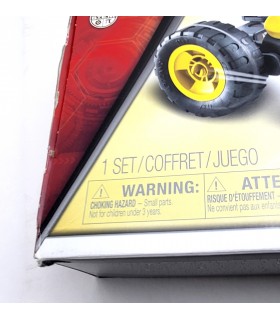 1 SET/COFFRET/JUEGO
WARNING:
CHOKING HAZARD — Small parts.
Not for children under 3 years.
ATTE
RISQUE D'ÉTOUFFEMENT –
Ne convient pas aux enfants